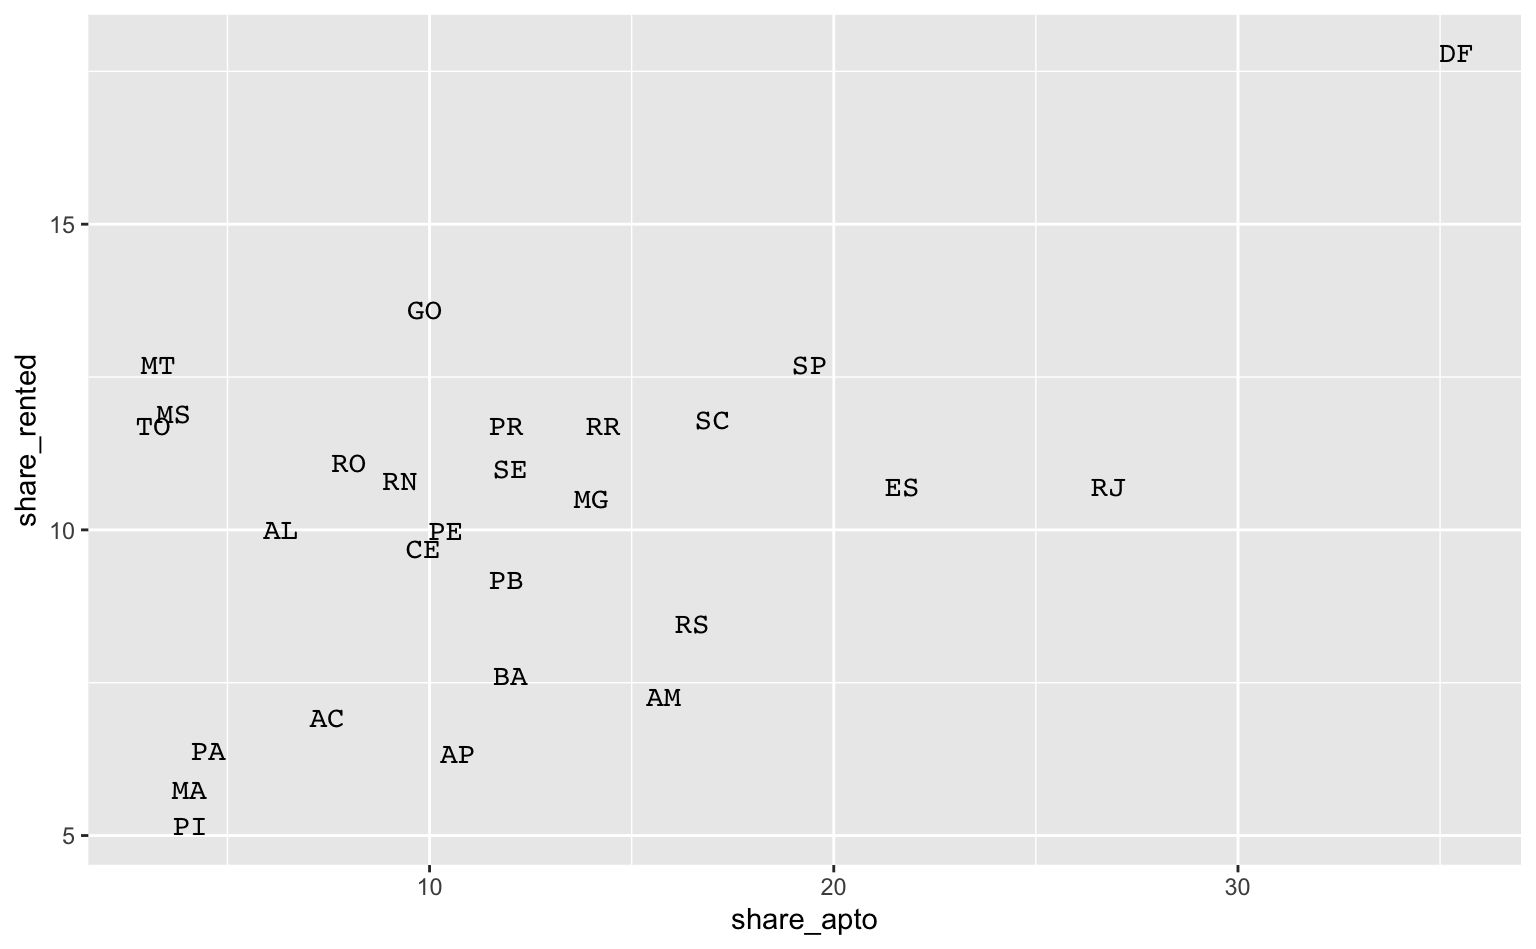 DF
15
GO
MT
SP
MS
TO
PR
RR
SC
RO
SE
RN
ES
RJ
MG
10
AL
PE
CE
PB
RS
BA
AM
AC
PA
AP
MA
PI
5
10
20
30
share_apto
share_rented